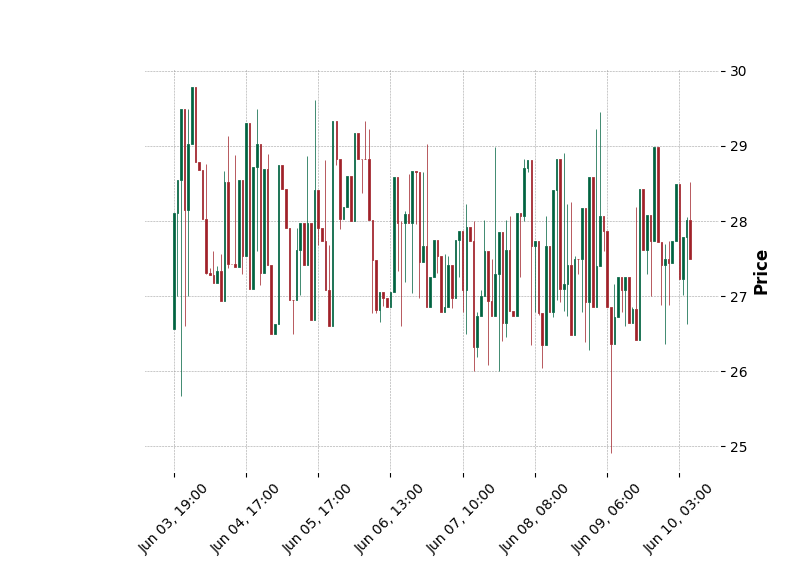 30
29
28
27
26
25
Price
Jun 03, 19:00
Jun 04, 17:00
Jun 05, 17:00
Jun 06, 13:00
Jun 07, 10:00
Jun 08, 08:00
Jun 09, 06:00
Jun 10, 03:00